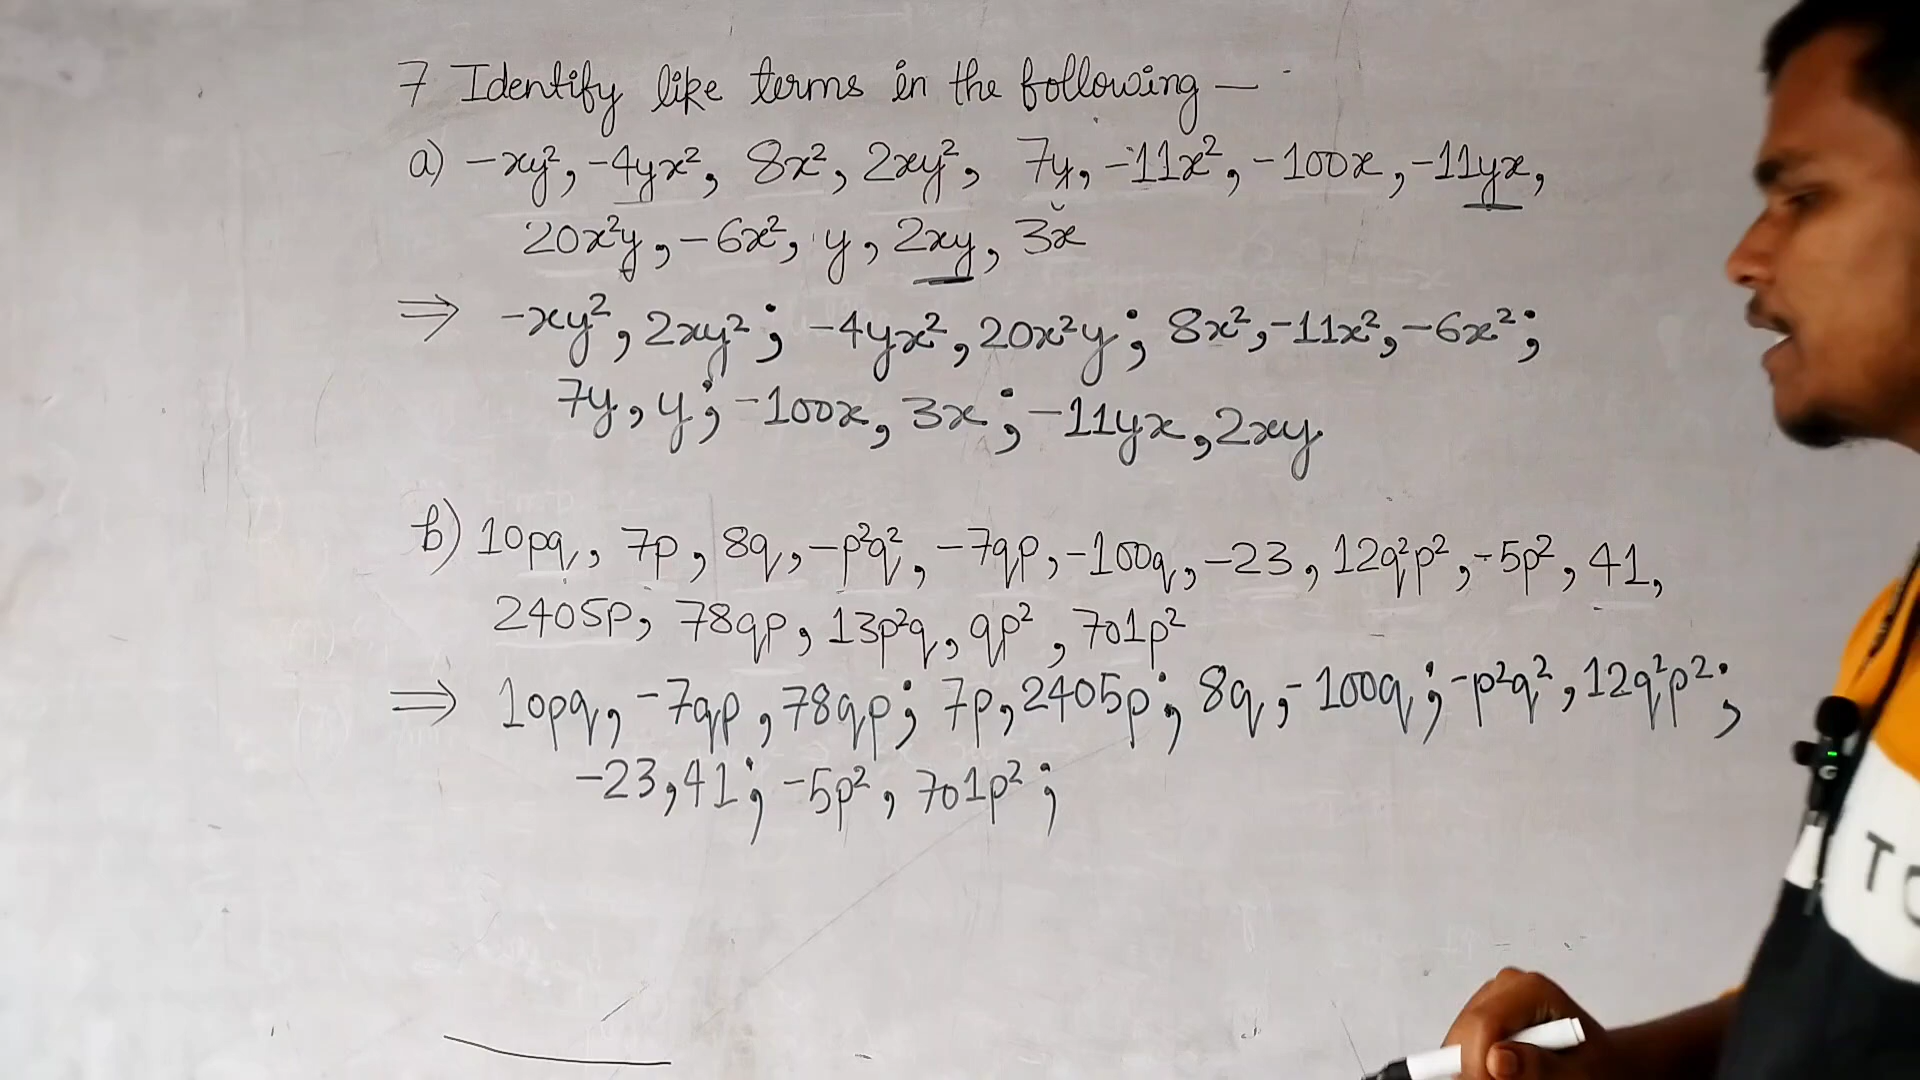 7 Identify like terms in the following —
a) -xy², -4yx², 8x², 2xy², 7y, -11x², -100x, -11yx,
20x²y, -6x², y, 2xy, 3x
⇒ -xy², 2xy²; -4yx², 20x²y; 8x², -11x², -6x²;
7y, y; -100x, 3x; -11yx, 2xy
b) 10pq, 7p, 8q, -p²q², -7qp, -100q, -23, 12q²p², -5p², 41,
2405p, 78qp, 13p²q, qp², 701p²
⇒ 10pq, -7qp, 78qp; 7p, 2405p; 8q, -100q; -p²q², 12q²p²;
-23, 41; -5p², 701p²;